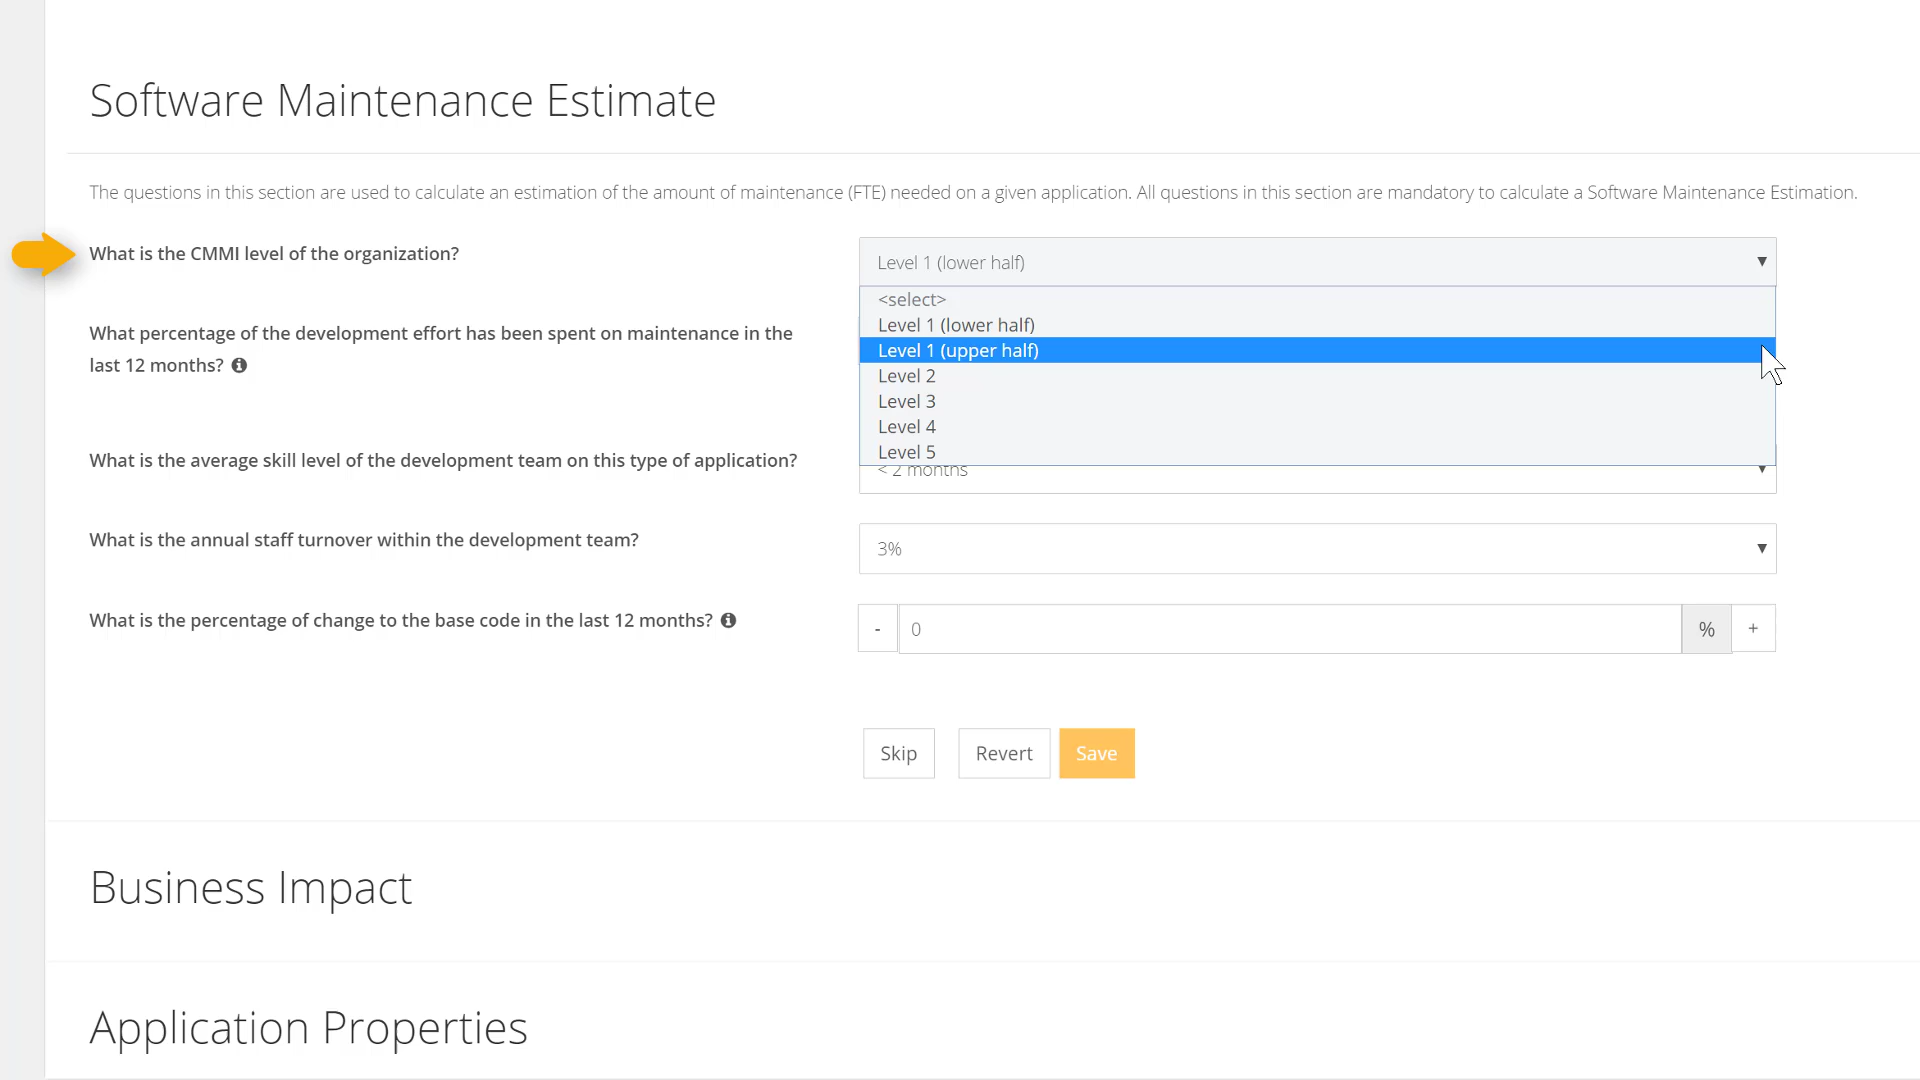 Software Maintenance Estimate
The questions in this section are used to calculate an estimation of the amount of maintenance (FTE) needed on a given application. All questions in this section are mandatory to calculate a Software Maintenance Estimation.
What is the CMMI level of the organization?
Level 1 (lower half)
<select>
Level 1 (lower half)
Level 1 (upper half)
Level 2
Level 3
Level 4
Level 5
What percentage of the development effort has been spent on maintenance in the
last 12 months?
What is the average skill level of the development team on this type of application?
< 2 months
What is the annual staff turnover within the development team?
3%
What is the percentage of change to the base code in the last 12 months?
- 0 % +
Skip Revert Save
Business Impact
Application Properties